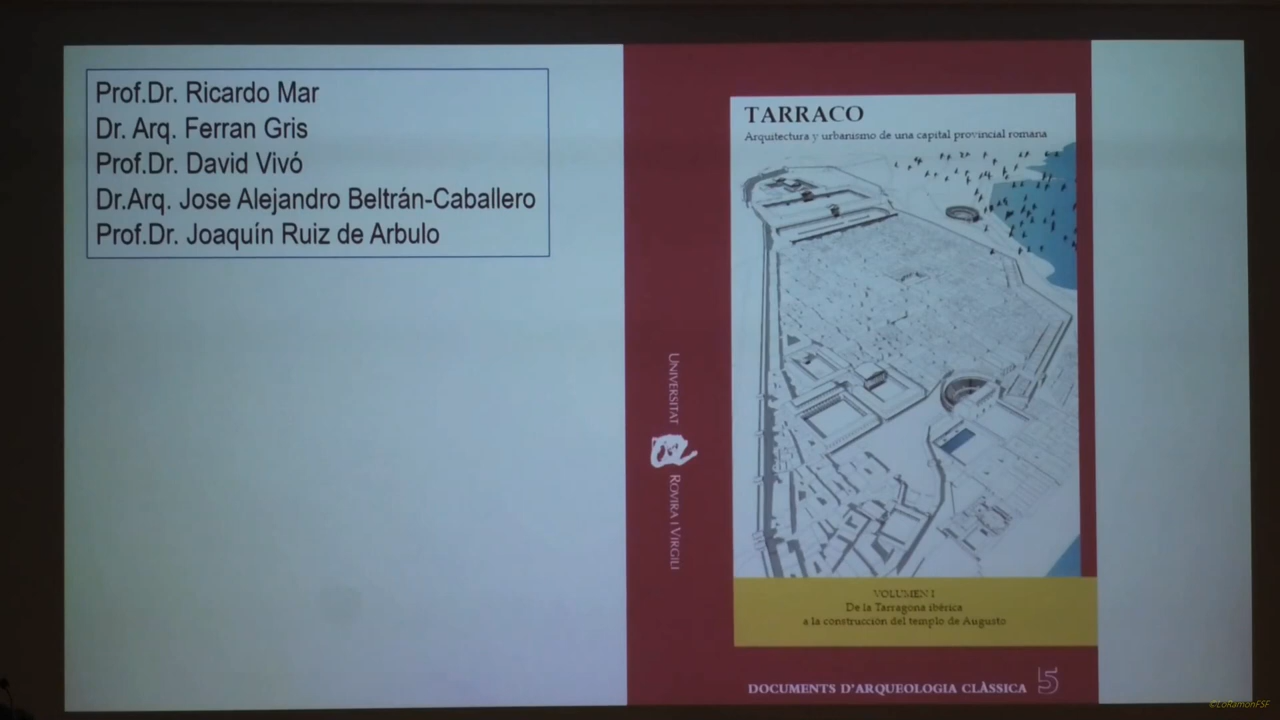 Prof.Dr. Ricardo Mar
Dr. Arq. Ferran Gris
Prof.Dr. David Vivó
Dr.Arq. Jose Alejandro Beltrán-Caballero
Prof.Dr. Joaquín Ruiz de Arbulo
TARRACO
Arquitectura y urbanismo de una capital provincial romana
UNIVERSITAT ROVIRA I VIRGILI
VOLUMEN I
De la Tarragona ibérica
a la construcción del templo de Augusto
DOCUMENTS D'ARQUEOLOGIA CLÀSSICA 5
©LoRamonFSF